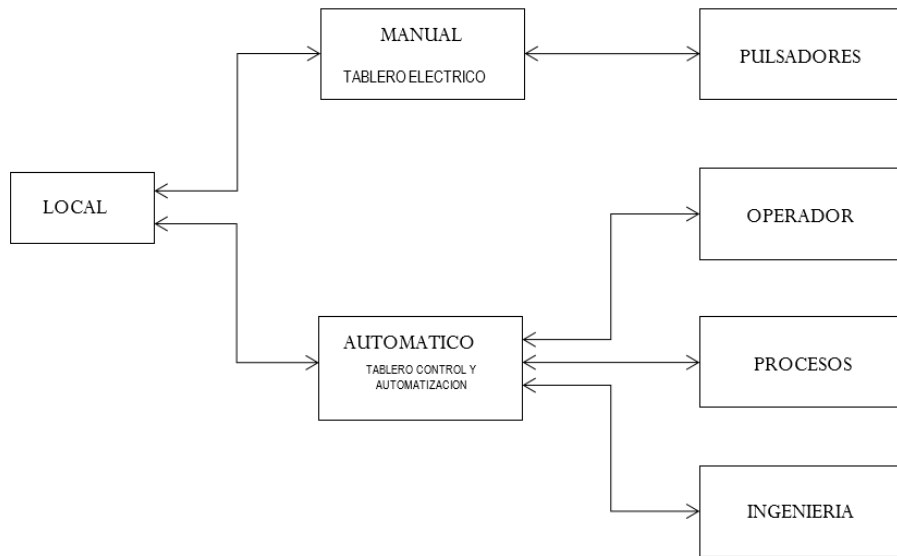 MANUAL
TABLERO ELECTRICO
PULSADORES
LOCAL
OPERADOR
AUTOMATICO
TABLERO CONTROL Y
AUTOMATIZACION
PROCESOS
INGENIERIA